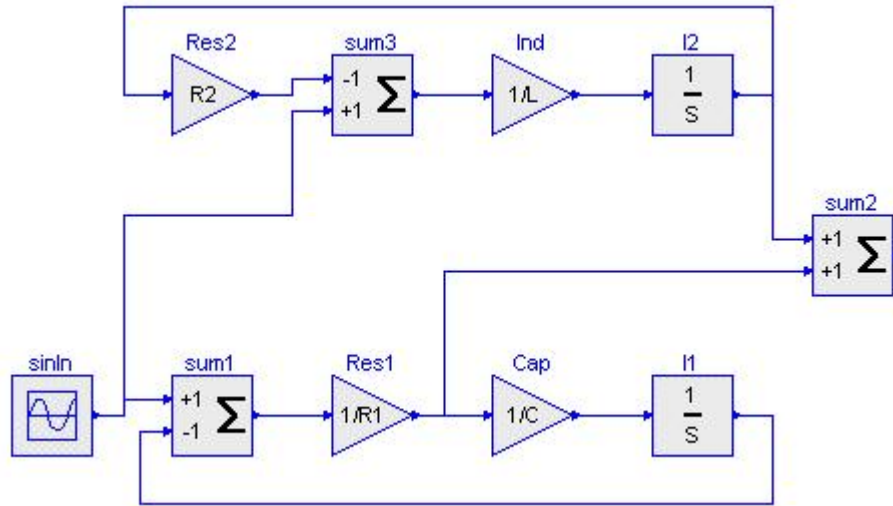 Res2
sum3
Ind
I2
R2
-1
+1
Σ
1/L
1
S
sum2
+1
+1
Σ
sinIn
sum1
Res1
Cap
I1
+1
-1
Σ
1/R1
1/C
1
S